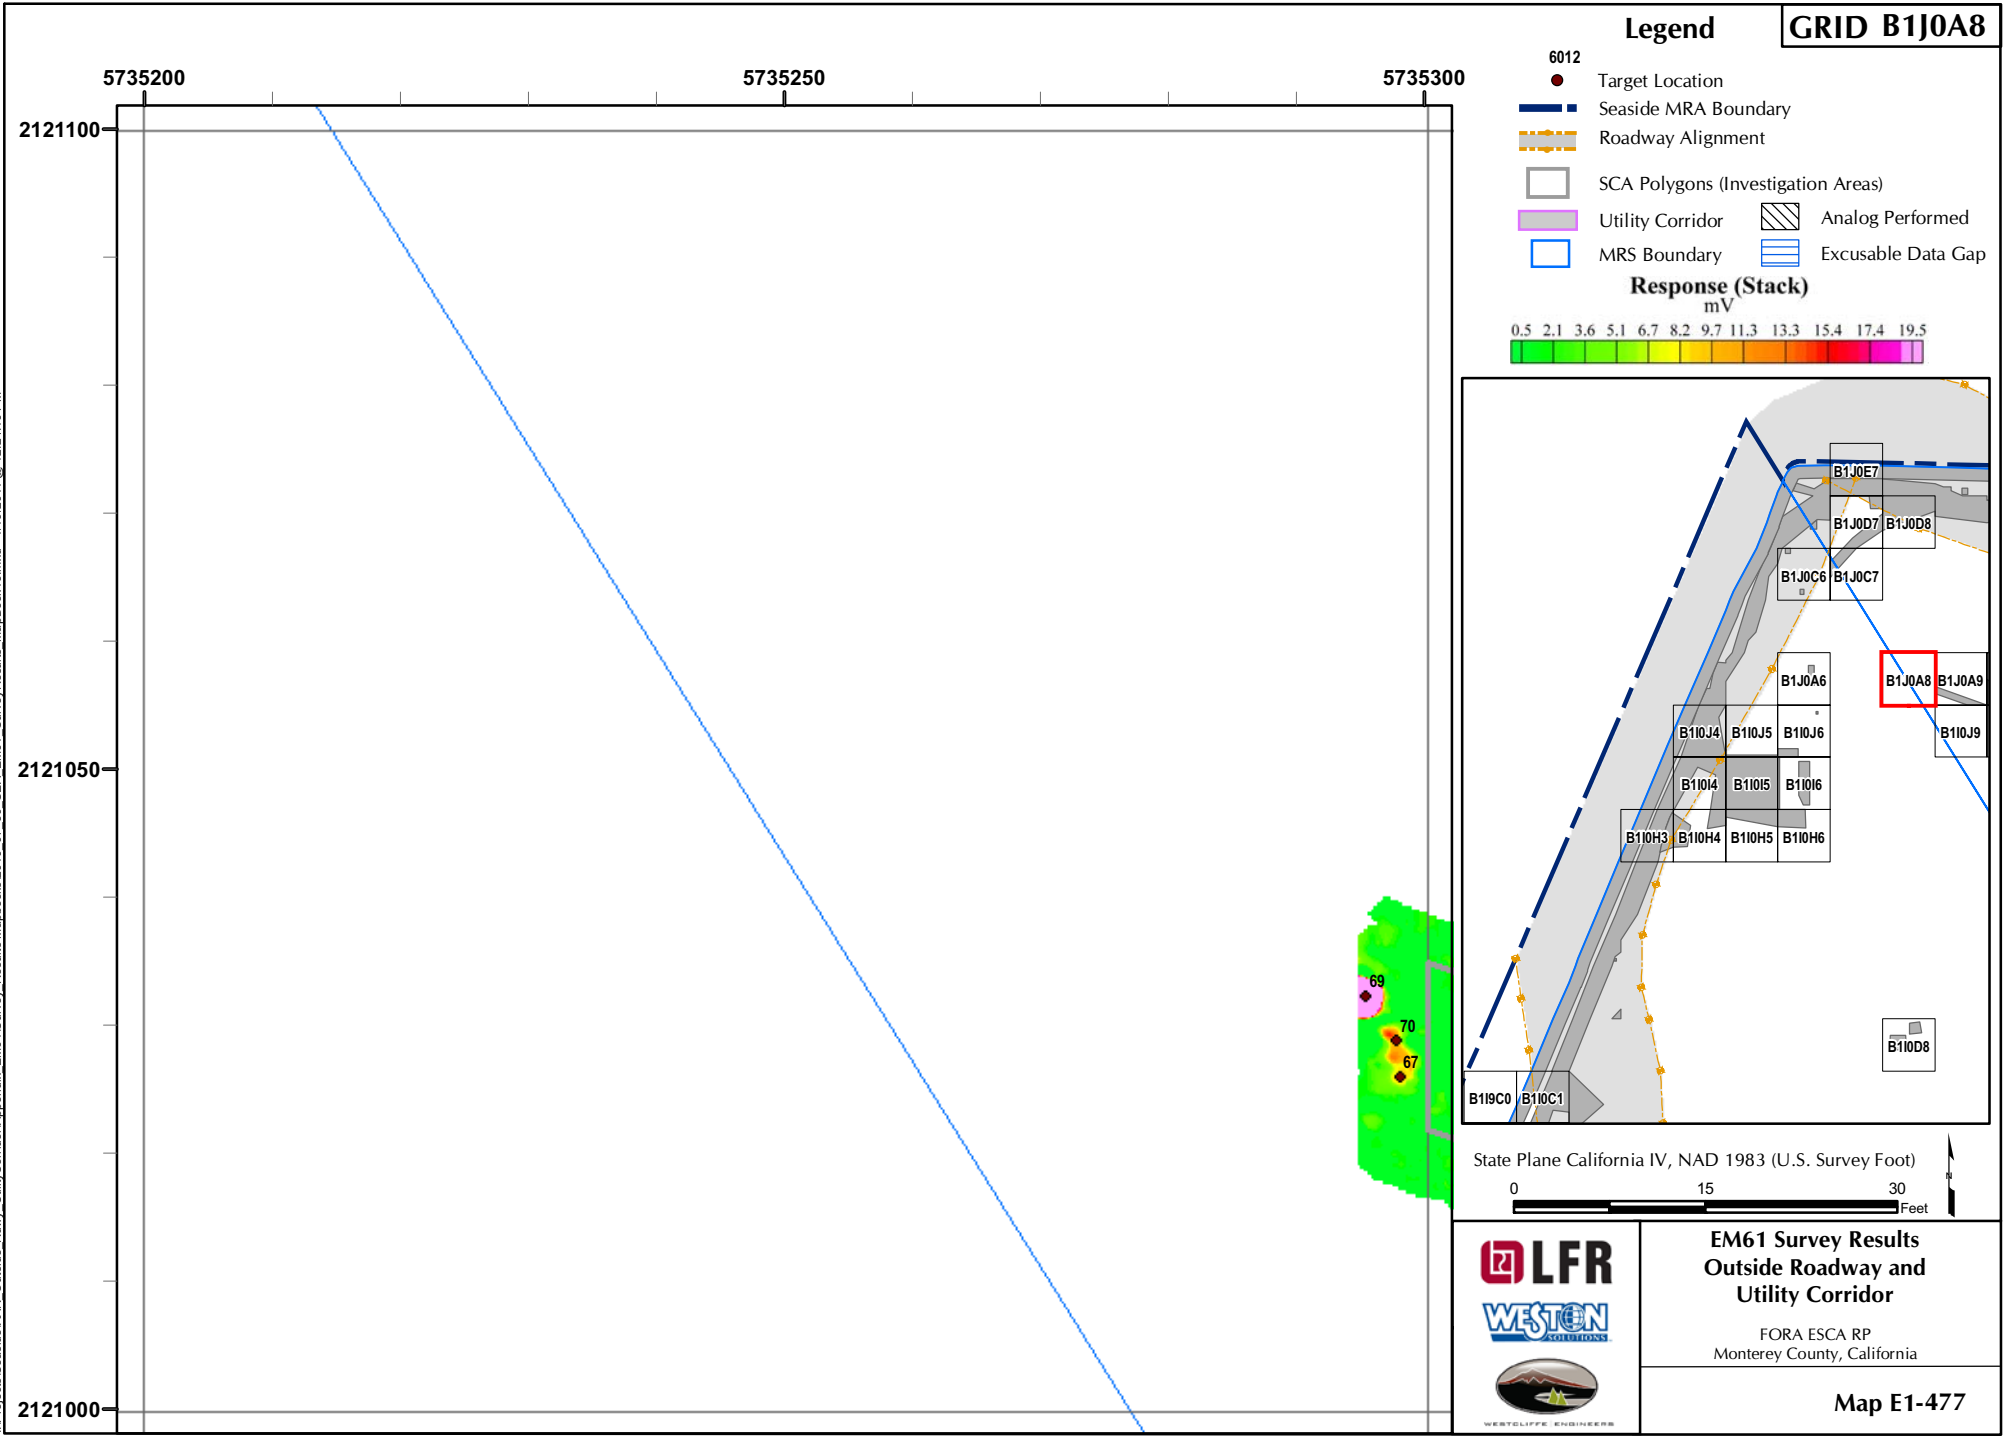 GRID B1J0A8
Legend
6012
Target Location
Seaside MRA Boundary
Roadway Alignment
SCA Polygons (Investigation Areas)
Utility Corridor
Analog Performed
MRS Boundary
Excusable Data Gap
Response (Stack)
mV
0.5 2.1 3.6 5.1 6.7 8.2 9.7 11.3 13.3 15.4 17.4 19.5
5735200
5735250
5735300
2121100
2121050
2121000
69
70
67
B1J0E7
B1J0D7
B1J0D8
B1J0C6
B1J0C7
B1J0A6
B1J0A8
B1J0A9
B1I0J4
B1I0J5
B1I0J6
B1I0J9
B1I0I4
B1I0I5
B1I0I6
B1I0H3
B1I0H4
B1I0H5
B1I0H6
B1I0D8
B1I9C0
B1I0C1
State Plane California IV, NAD 1983 (U.S. Survey Foot)
N
0 15 30
Feet
LFR
WESTON
SOLUTIONS
WESTCLIFFE ENGINEERS
EM61 Survey Results
Outside Roadway and
Utility Corridor
FORA ESCA RP
Monterey County, California
Map E1-477